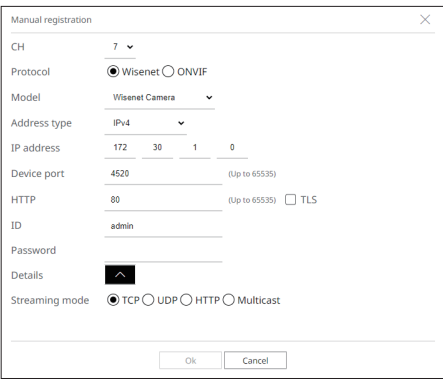 Manual registration
CH 7
Protocol Wisenet ONVIF
Model Wisenet Camera
Address type IPv4
IP address 172 30 1 0
Device port 4520 (Up to 65535)
HTTP 80 (Up to 65535) TLS
ID admin
Password
Details
Streaming mode TCP UDP HTTP Multicast
Ok Cancel